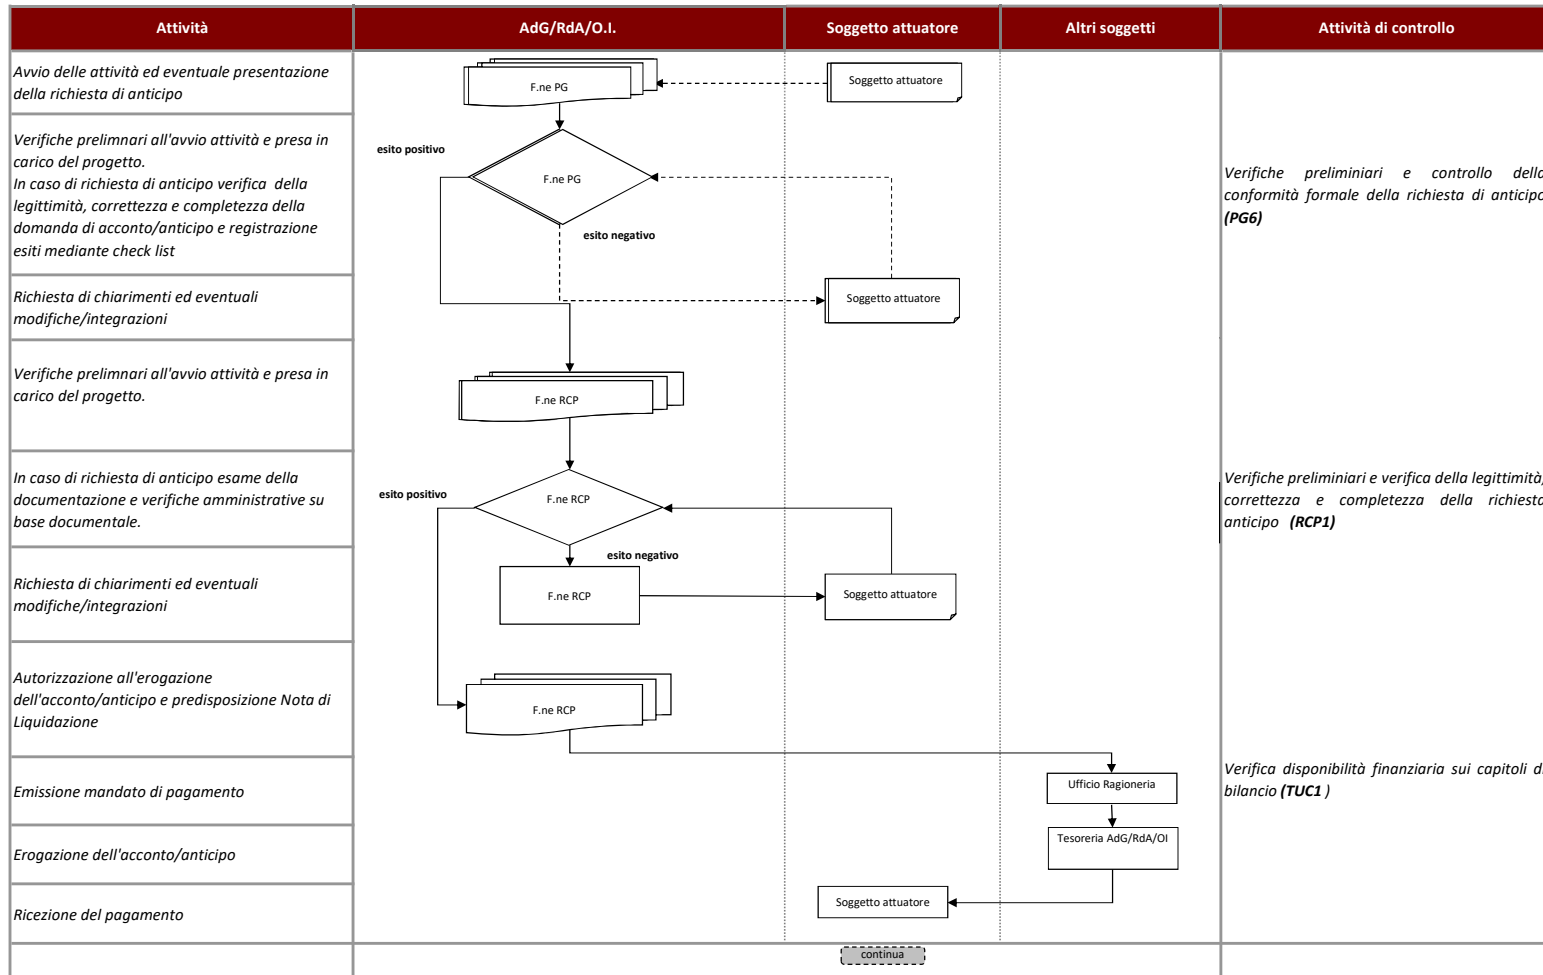 Attività
AdG/RdA/O.I.
Soggetto attuatore
Altri soggetti
Attività di controllo
Avvio delle attività ed eventuale presentazione
della richiesta di anticipo
F.ne PG
Soggetto attuatore
Verifiche prelimnari all'avvio attività e presa in
carico del progetto.
In caso di richiesta di anticipo verifica della
legittimità, correttezza e completezza della
domanda di acconto/anticipo e registrazione
esiti mediante check list
esito positivo
F.ne PG
esito negativo
Verifiche preliminiari e controllo della
conformità formale della richiesta di anticipo
(PG6)
Richiesta di chiarimenti ed eventuali
modifiche/integrazioni
Soggetto attuatore
Verifiche prelimnari all'avvio attività e presa in
carico del progetto.
F.ne RCP
In caso di richiesta di anticipo esame della
documentazione e verifiche amministrative su
base documentale.
esito positivo
F.ne RCP
esito negativo
Verifiche preliminiari e verifica della legittimità,
correttezza e completezza della richiesta
anticipo (RCP1)
Richiesta di chiarimenti ed eventuali
modifiche/integrazioni
F.ne RCP
Soggetto attuatore
Autorizzazione all'erogazione
dell'acconto/anticipo e predisposizione Nota di
Liquidazione
F.ne RCP
Emissione mandato di pagamento
Ufficio Ragioneria
Verifica disponibilità finanziaria sui capitoli di
bilancio (TUC1 )
Erogazione dell'acconto/anticipo
Tesoreria AdG/RdA/OI
Ricezione del pagamento
Soggetto attuatore
continua